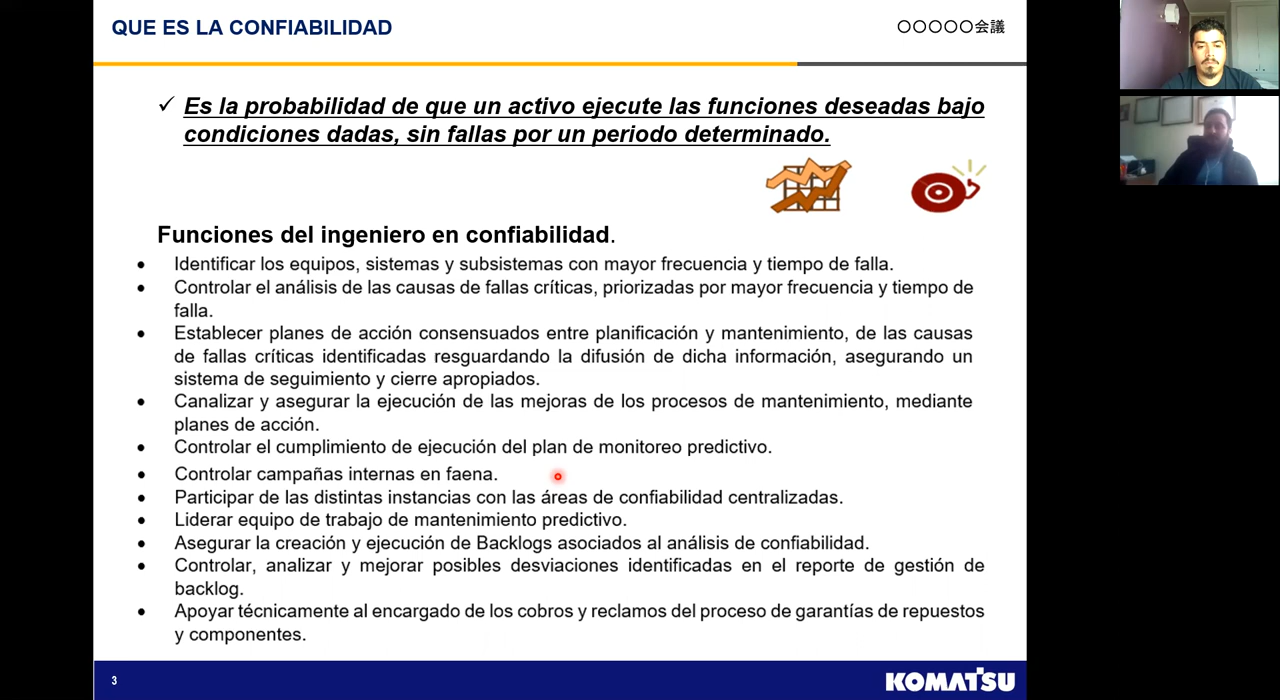 QUE ES LA CONFIABILIDAD
〇〇〇〇〇会議
✓ Es la probabilidad de que un activo ejecute las funciones deseadas bajo
condiciones dadas, sin fallas por un periodo determinado.
Funciones del ingeniero en confiabilidad.
• Identificar los equipos, sistemas y subsistemas con mayor frecuencia y tiempo de falla.
• Controlar el análisis de las causas de fallas críticas, priorizadas por mayor frecuencia y tiempo de
falla.
• Establecer planes de acción consensuados entre planificación y mantenimiento, de las causas
de fallas críticas identificadas resguardando la difusión de dicha información, asegurando un
sistema de seguimiento y cierre apropiados.
• Canalizar y asegurar la ejecución de las mejoras de los procesos de mantenimiento, mediante
planes de acción.
• Controlar el cumplimiento de ejecución del plan de monitoreo predictivo.
• Controlar campañas internas en faena.
• Participar de las distintas instancias con las áreas de confiabilidad centralizadas.
• Liderar equipo de trabajo de mantenimiento predictivo.
• Asegurar la creación y ejecución de Backlogs asociados al análisis de confiabilidad.
• Controlar, analizar y mejorar posibles desviaciones identificadas en el reporte de gestión de
backlog.
• Apoyar técnicamente al encargado de los cobros y reclamos del proceso de garantías de repuestos
y componentes.
3
KOMATSU